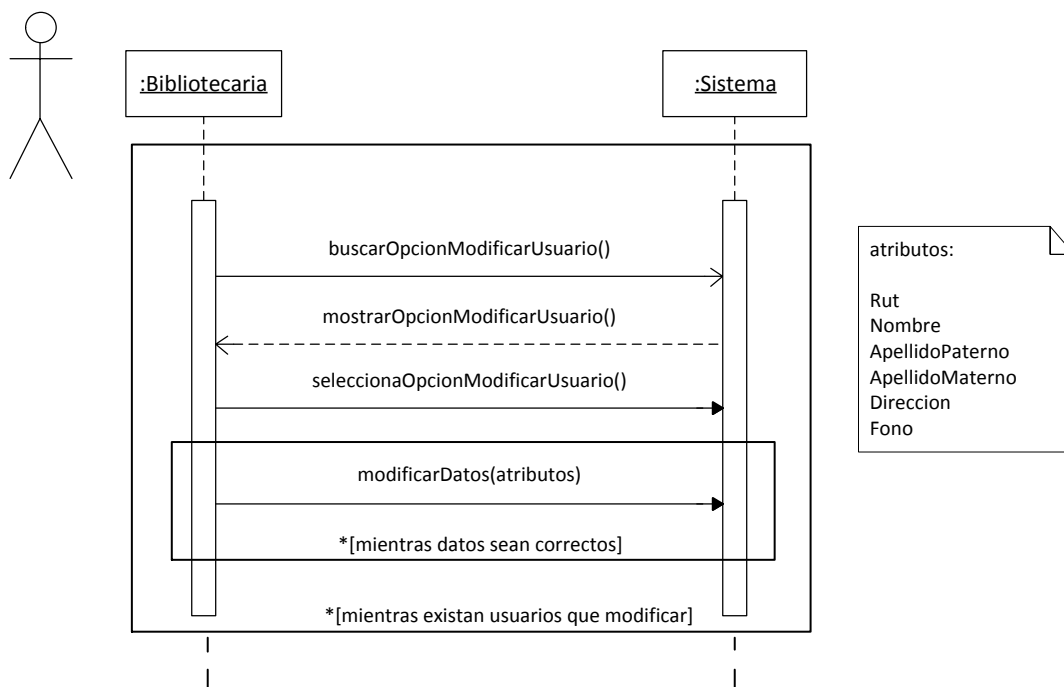 :Bibliotecaria
:Sistema
buscarOpcionModificarUsuario()
mostrarOpcionModificarUsuario()
seleccionaOpcionModificarUsuario()
modificarDatos(atributos)
*[mientras datos sean correctos]
*[mientras existan usuarios que modificar]
atributos:
Rut
Nombre
ApellidoPaterno
ApellidoMaterno
Direccion
Fono